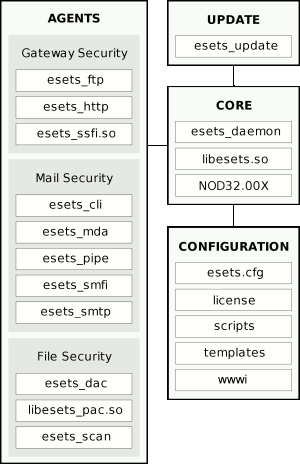 AGENTS
Gateway Security
esets_ftp
esets_http
esets_ssfi.so
Mail Security
esets_cli
esets_mda
esets_pipe
esets_smfi
esets_smtp
File Security
esets_dac
libesets_pac.so
esets_scan
UPDATE
esets_update
CORE
esets_daemon
libesets.so
NOD32.00X
CONFIGURATION
esets.cfg
license
scripts
templates
wwwi